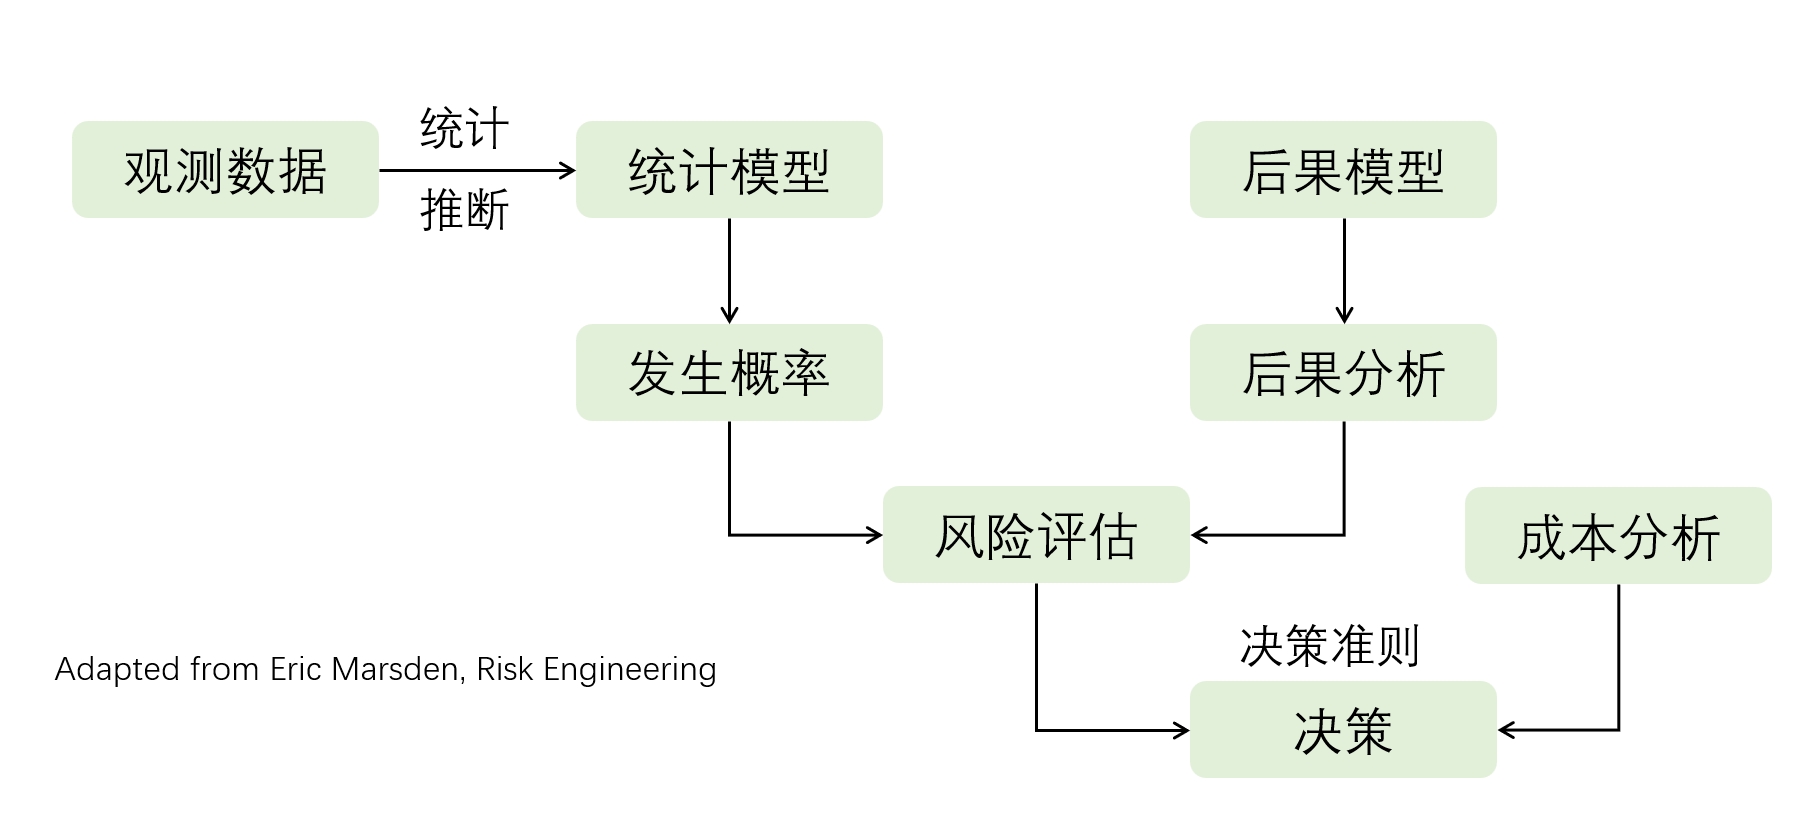 观测数据
统计
推断
统计模型
后果模型
发生概率
后果分析
风险评估
成本分析
决策准则
决策
Adapted from Eric Marsden, Risk Engineering